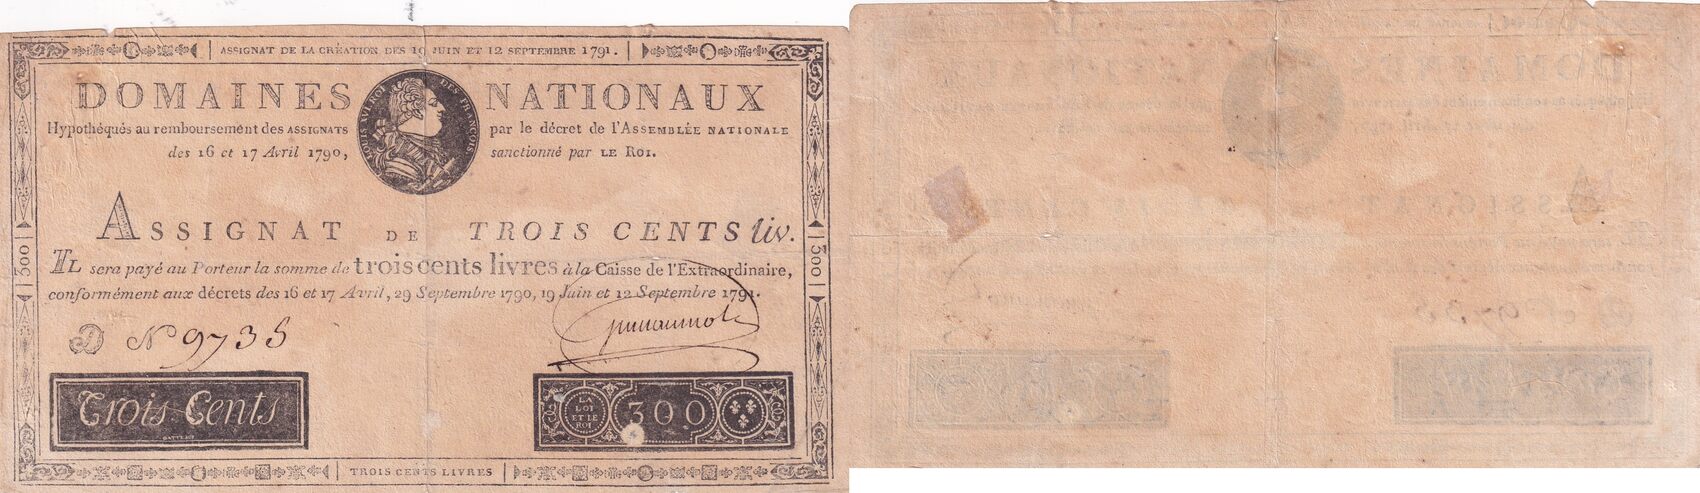 ASSIGNAT DE LA CRÉATION DES 19 JUIN ET 12 SEPTEMBRE 1791.
DOMAINES NATIONAUX
LOUIS XVI ROI DES FRANÇOIS
Hypothéqués au remboursement des ASSIGNATS par le décret de l'ASSEMBLÉE NATIONALE
des 16 et 17 Avril 1790, sanctionné par LE ROI.
ASSIGNAT DE TROIS CENTS liv.
IL sera payé au Porteur la somme de trois cents livres à la Caisse de l'Extraordinaire,
conformément aux décrets des 16 et 17 Avril, 29 Septembre 1790, 19 Juin et 12 Septembre 1791.
300
300
D N° 9735
Trois Cents
GATTEAUX
LA LOI ET LE ROI
300
TROIS CENTS LIVRES